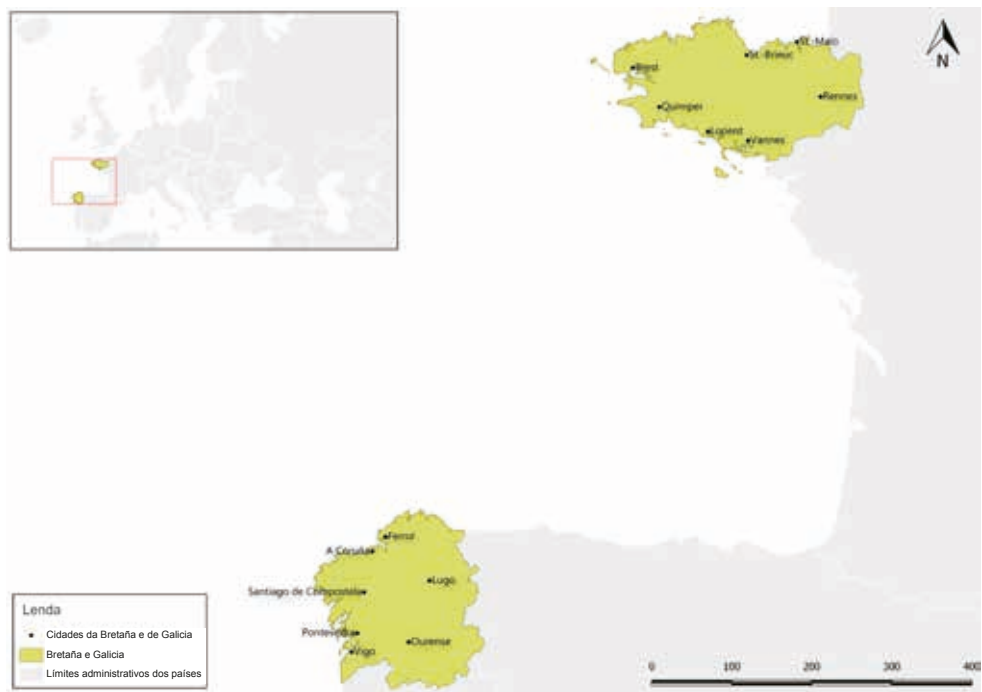 N
St.-Malo
St.-Brieuc
Brest
Rennes
Quimper
Vannes
Ferrol
A Coruña
Lugo
Santiago de Compostela
Pontevedra
Ourense
Vigo
Lenda
Cidades da Bretaña e de Galicia
Bretaña e Galicia
Límites administrativos dos países
0 100 200 300 400